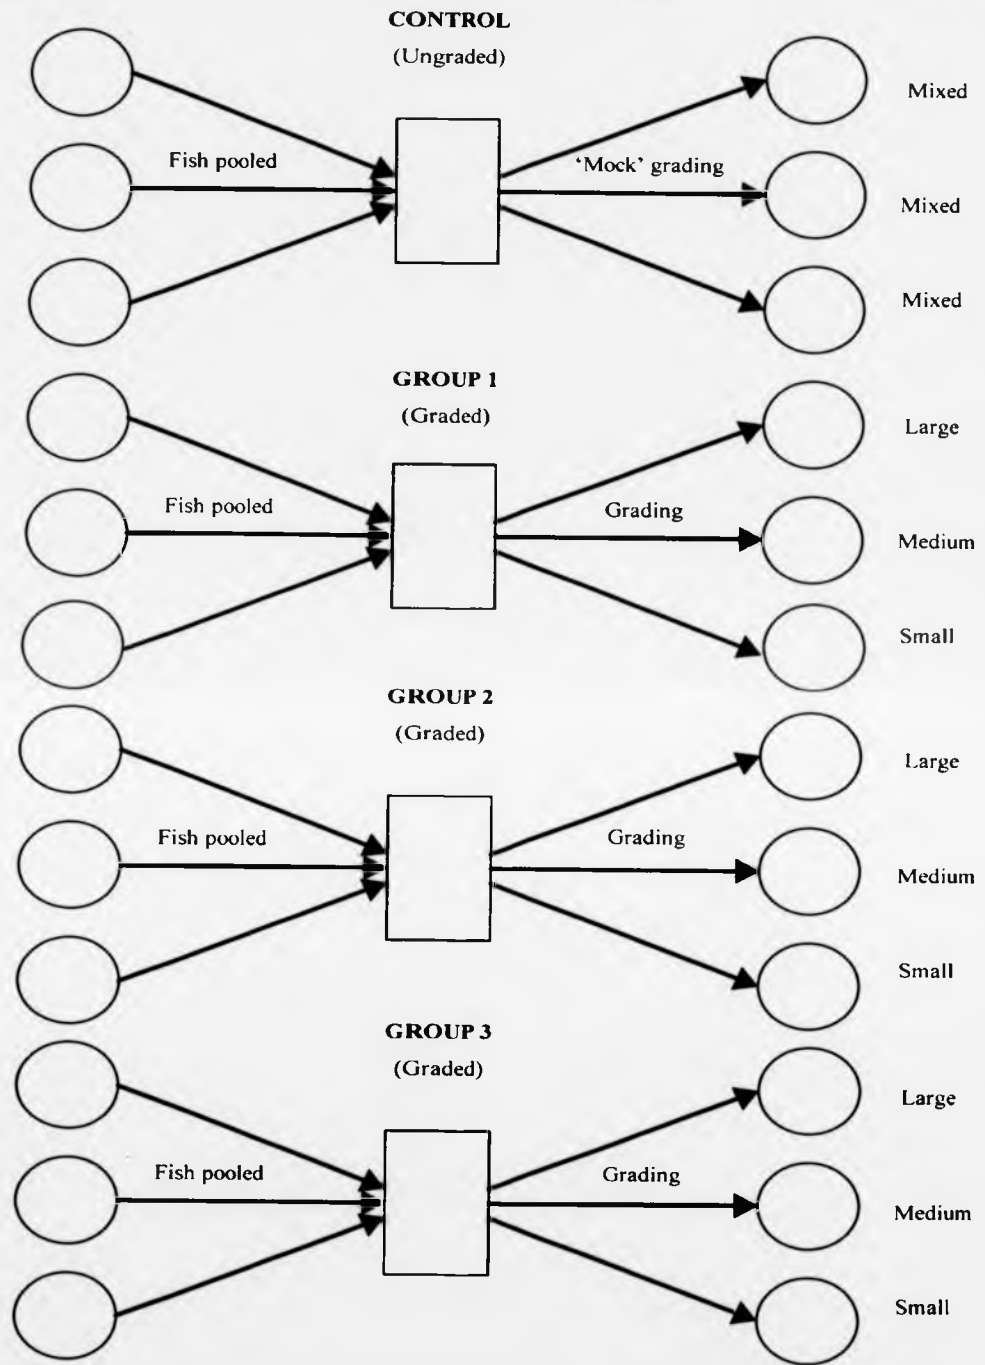 CONTROL
(Ungraded)
Mixed
Fish pooled
‘Mock’ grading
Mixed
Mixed
GROUP 1
(Graded)
Large
Fish pooled
Grading
Medium
Small
GROUP 2
(Graded)
Large
Fish pooled
Grading
Medium
Small
GROUP 3
(Graded)
Large
Fish pooled
Grading
Medium
Small